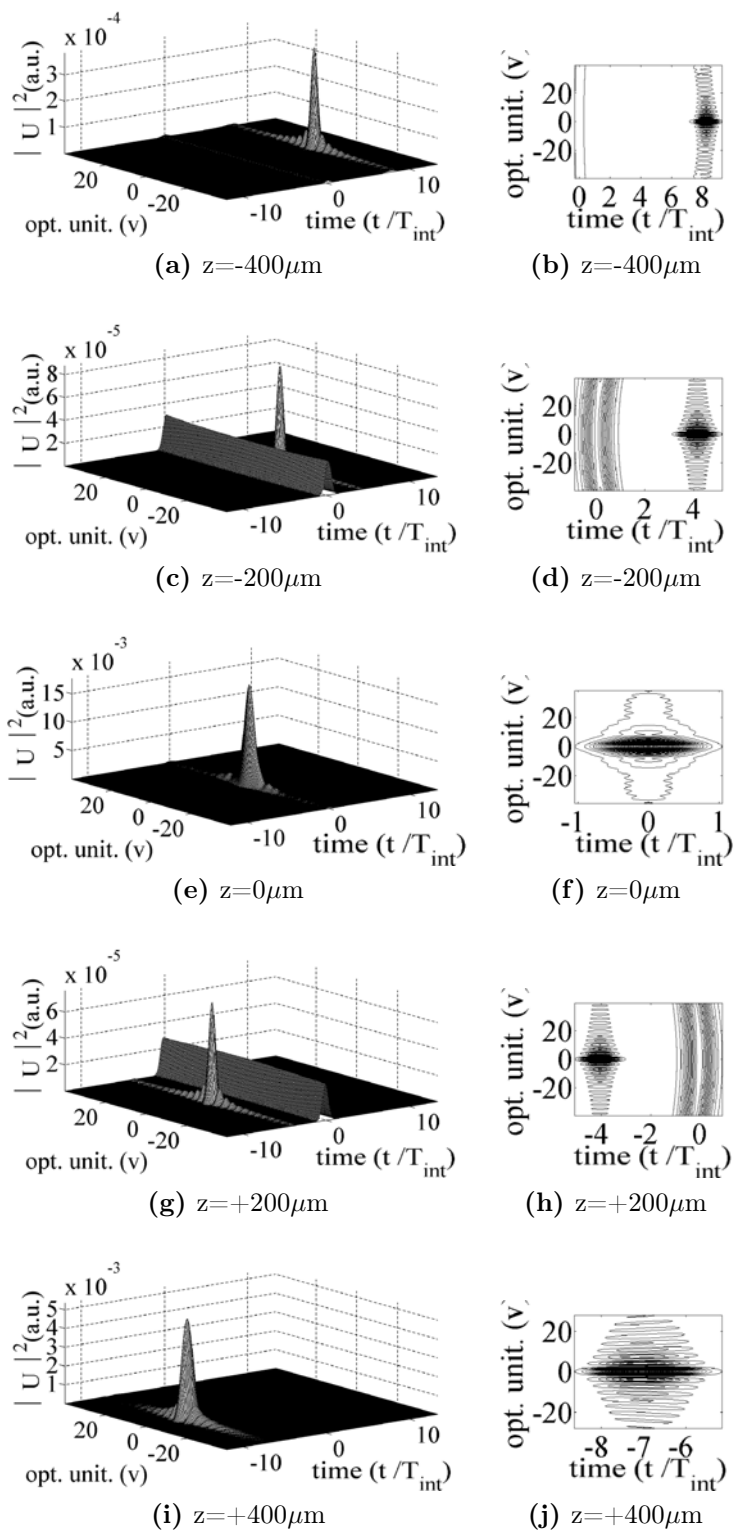 x 10^-4
| U |^2(a.u.)
3
2
1
20
0
-20
opt. unit. (v)
-10
0
10
time (t /T_int)
(a) z=-400μm
opt. unit. (v)
20
0
-20
0 2 4 6 8
time (t /T_int)
(b) z=-400μm
x 10^-5
| U |^2(a.u.)
8
6
4
2
20
0
-20
opt. unit. (v)
-10
0
10
time (t /T_int)
(c) z=-200μm
opt. unit. (v)
20
0
-20
0 2 4
time (t /T_int)
(d) z=-200μm
x 10^-3
| U |^2(a.u.)
15
10
5
20
0
-20
opt. unit. (v)
-10
0
10
time (t /T_int)
(e) z=0μm
opt. unit. (v)
20
0
-20
-1 0 1
time (t /T_int)
(f) z=0μm
x 10^-5
| U |^2(a.u.)
6
4
2
20
0
-20
opt. unit. (v)
-10
0
10
time (t /T_int)
(g) z=+200μm
opt. unit. (v)
20
0
-20
-4 -2 0
time (t /T_int)
(h) z=+200μm
x 10^-3
| U |^2(a.u.)
5
4
3
2
1
20
0
-20
opt. unit. (v)
-10
0
10
time (t /T_int)
(i) z=+400μm
opt. unit. (v)
20
0
-20
-8 -7 -6
time (t /T_int)
(j) z=+400μm